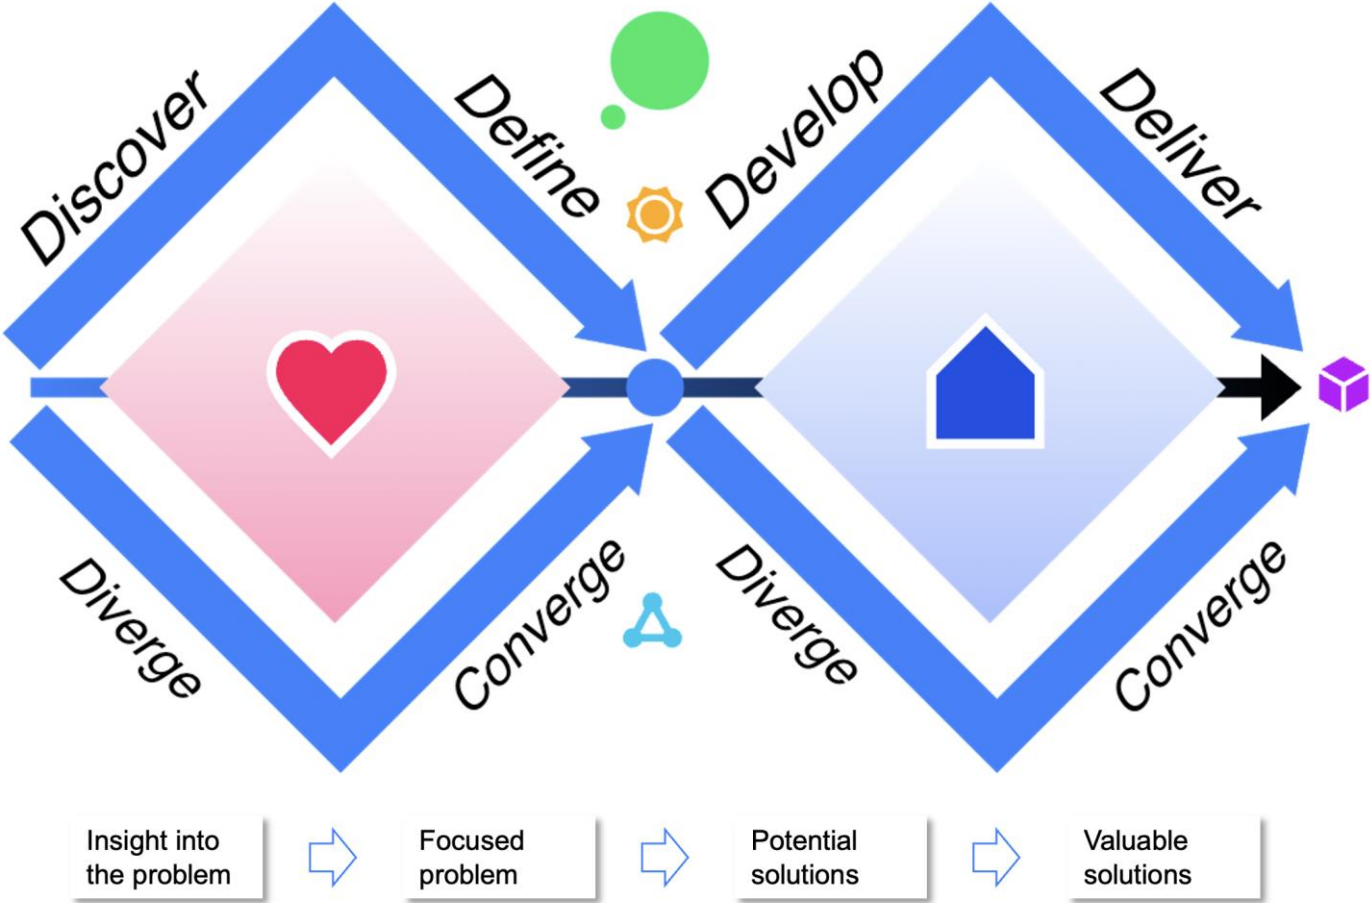 Discover
Define
Develop
Deliver
Diverge
Converge
Diverge
Converge
Insight into
the problem
Focused
problem
Potential
solutions
Valuable
solutions